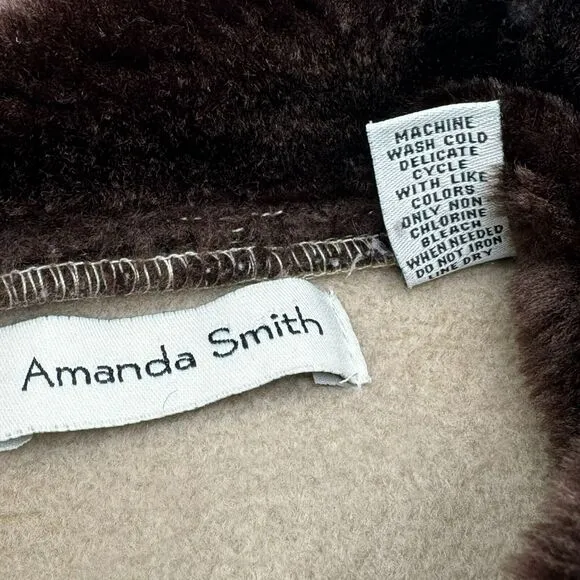 Amanda Smith
MACHINE
WASH COLD
DELICATE
CYCLE
WITH LIKE
COLORS
ONLY NON
CHLORINE
BLEACH
WHEN NEEDED
DO NOT IRON
LINE DRY